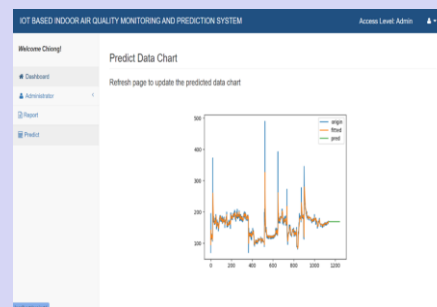 IOT BASED INDOOR AIR QUALITY MONITORING AND PREDICTION SYSTEM
Access Level: Admin
Welcome Chiong!
Dashboard
Administrator
Report
Predict
Predict Data Chart
Refresh page to update the predicted data chart
origin
fitted
pred
500
400
300
200
100
0 200 400 600 800 1000 1200